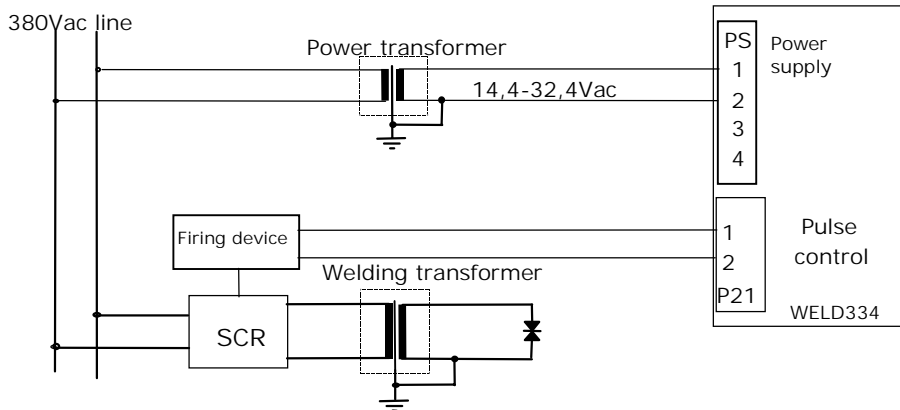 380Vac line
Power transformer
PS
Power
supply
1
14,4-32,4Vac
2
3
4
Firing device
1
Pulse
control
2
Welding transformer
P21
WELD334
SCR